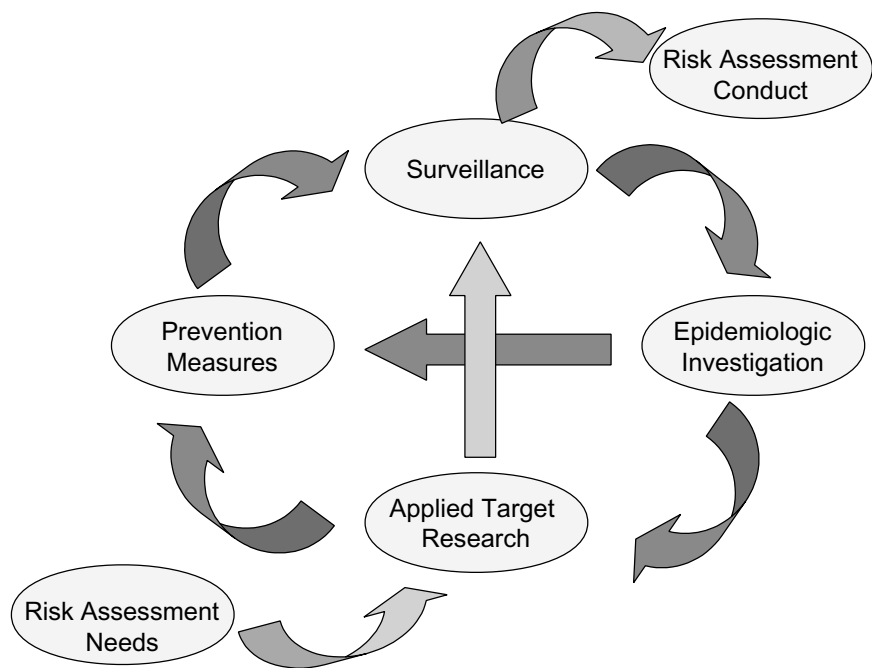 Risk Assessment
Conduct
Surveillance
Prevention
Measures
Epidemiologic
Investigation
Applied Target
Research
Risk Assessment
Needs